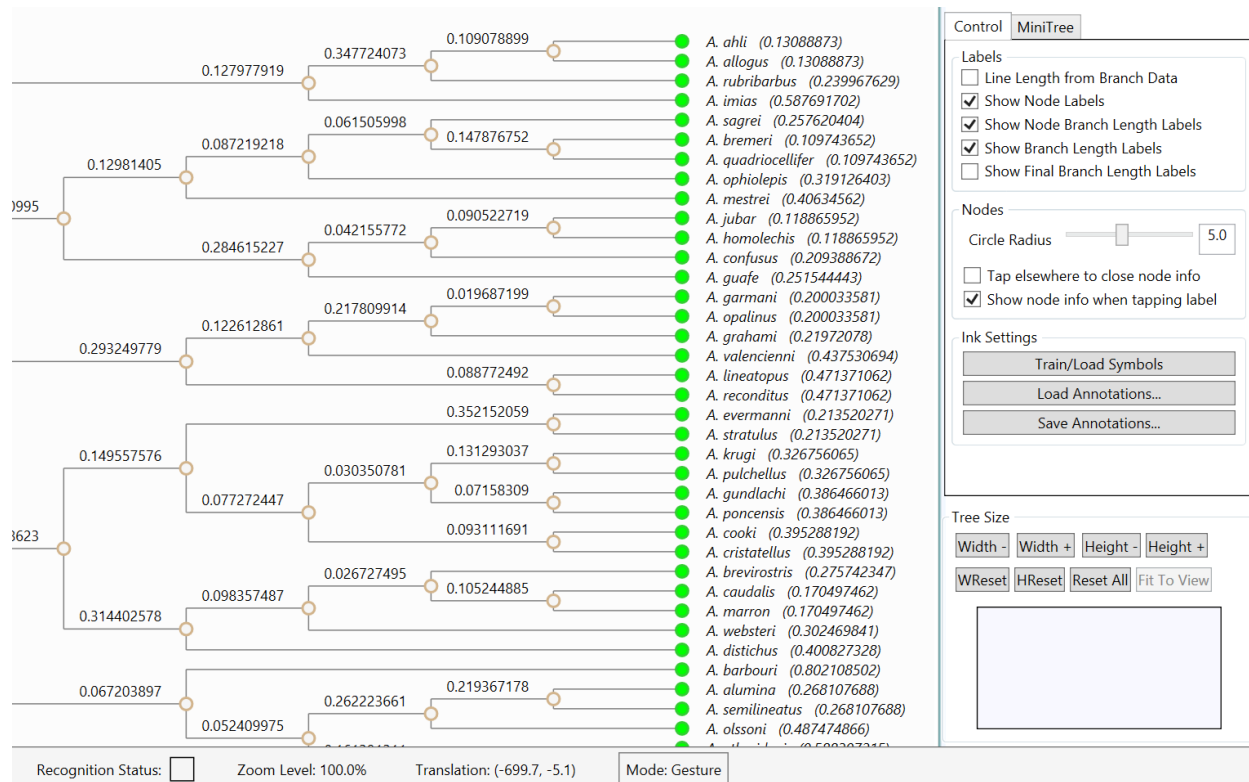 0.109078899
0.347724073
0.127977919
A. ahli (0.13088873)
A. allogus (0.13088873)
A. rubribarbus (0.239967629)
A. imias (0.587691702)
0.061505998
0.147876752
0.087219218
0.12981405
A. sagrei (0.257620404)
A. bremeri (0.109743652)
A. quadriocellifer (0.109743652)
A. ophiolepis (0.319126403)
A. mestrei (0.40634562)
0995
0.090522719
0.042155772
0.284615227
A. jubar (0.118865952)
A. homolechis (0.118865952)
A. confusus (0.209388672)
A. guafe (0.251544443)
0.019687199
0.217809914
0.122612861
0.293249779
A. garmani (0.200033581)
A. opalinus (0.200033581)
A. grahami (0.21972078)
A. valencienni (0.437530694)
0.088772492
A. lineatopus (0.471371062)
A. reconditus (0.471371062)
0.352152059
A. evermanni (0.213520271)
A. stratulus (0.213520271)
0.149557576
0.131293037
0.030350781
0.07158309
0.077272447
A. krugi (0.326756065)
A. pulchellus (0.326756065)
A. gundlachi (0.386466013)
A. poncensis (0.386466013)
0.093111691
A. cooki (0.395288192)
A. cristatellus (0.395288192)
8623
0.026727495
0.105244885
0.098357487
0.314402578
A. brevirostris (0.275742347)
A. caudalis (0.170497462)
A. marron (0.170497462)
A. websteri (0.302469841)
A. distichus (0.400827328)
A. barbouri (0.802108502)
0.067203897
0.219367178
0.262223661
0.052409975
A. alumina (0.268107688)
A. semilineatus (0.268107688)
A. olssoni (0.487474866)
Control
MiniTree
Labels
Line Length from Branch Data
Show Node Labels
Show Node Branch Length Labels
Show Branch Length Labels
Show Final Branch Length Labels
Nodes
Circle Radius 5.0
Tap elsewhere to close node info
Show node info when tapping label
Ink Settings
Train/Load Symbols
Load Annotations...
Save Annotations...
Tree Size
Width - Width + Height - Height +
WReset HReset Reset All Fit To View
Recognition Status: Zoom Level: 100.0% Translation: (-699.7, -5.1) Mode: Gesture